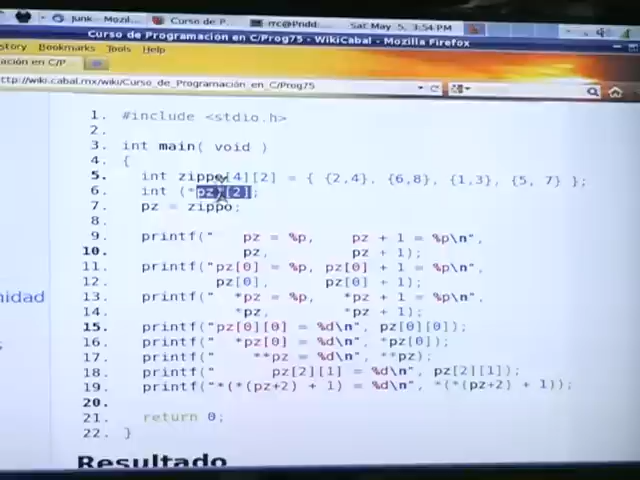 Junk - Mozil...
Curso de P...
rrc@Pridd...
Sat May 5, 3:54 PM
Curso de Programación en C/Prog75 - WikiCabal - Mozilla Firefox
story Bookmarks Tools Help
ación en C/P
ttp://wiki.cabal.mx/wiki/Curso_de_Programación_en_C/Prog75
1. #include <stdio.h>
2.
3. int main( void )
4. {
5. int zippo[4][2] = { {2,4}, {6,8}, {1,3}, {5, 7} };
6. int (*pz)[2];
7. pz = zippo;
8.
9. printf(" pz = %p, pz + 1 = %p\n",
10. pz, pz + 1);
11. printf("pz[0] = %p, pz[0] + 1 = %p\n",
12. pz[0], pz[0] + 1);
13. printf(" *pz = %p, *pz + 1 = %p\n",
14. *pz, *pz + 1);
15. printf("pz[0][0] = %d\n", pz[0][0]);
16. printf(" *pz[0] = %d\n", *pz[0]);
17. printf(" **pz = %d\n", **pz);
18. printf(" pz[2][1] = %d\n", pz[2][1]);
19. printf("*(*(pz+2) + 1) = %d\n", *(*(pz+2) + 1));
20.
21. return 0;
22. }
nidad
s
Resultado